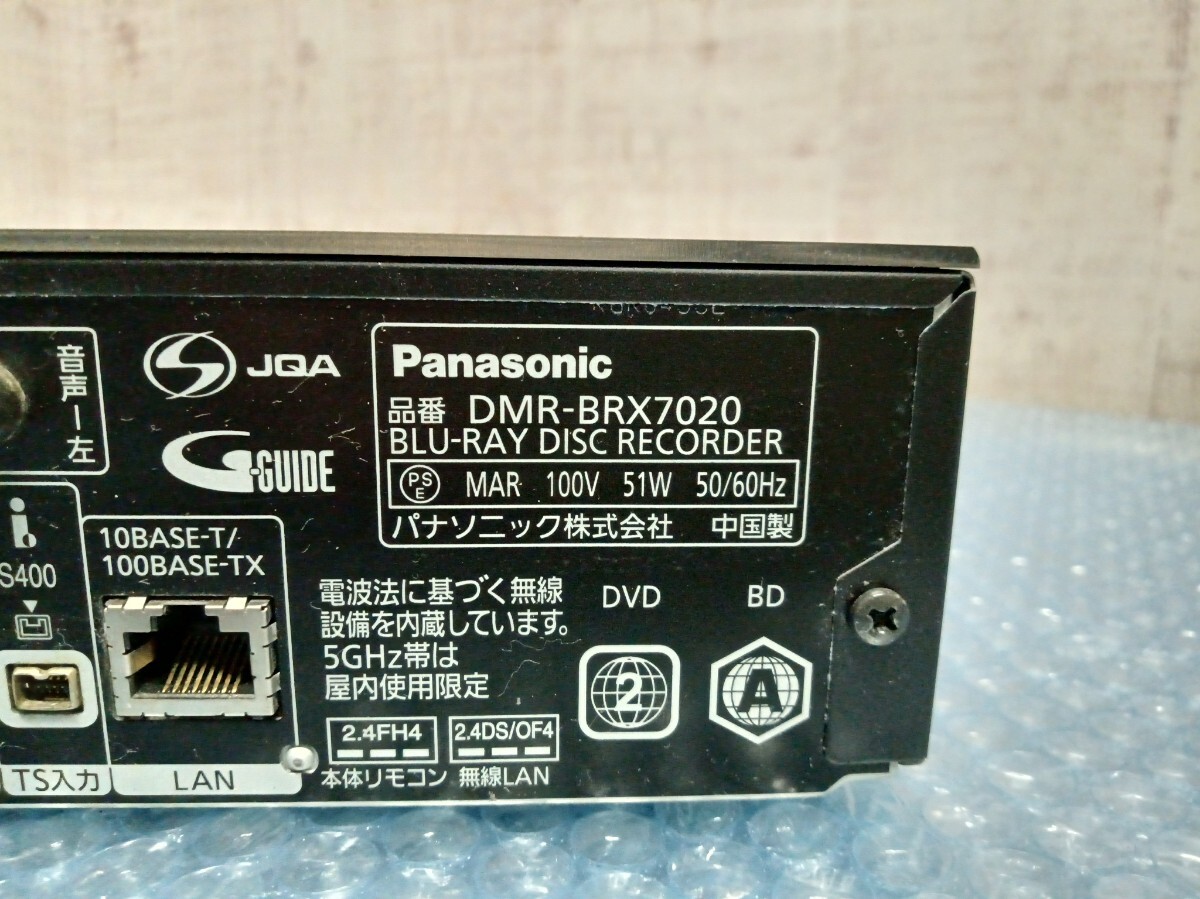 音声ー左
JQA
G-GUIDE
Panasonic
品番 DMR-BRX7020
BLU-RAY DISC RECORDER
PSE MAR 100V 51W 50/60Hz
パナソニック株式会社 中国製
i
S400
10BASE-T/
100BASE-TX
TS入力
LAN
電波法に基づく無線
設備を内蔵しています。
5GHz帯は
屋内使用限定
2.4FH4
本体リモコン
2.4DS/OF4
無線LAN
DVD
2
BD
A